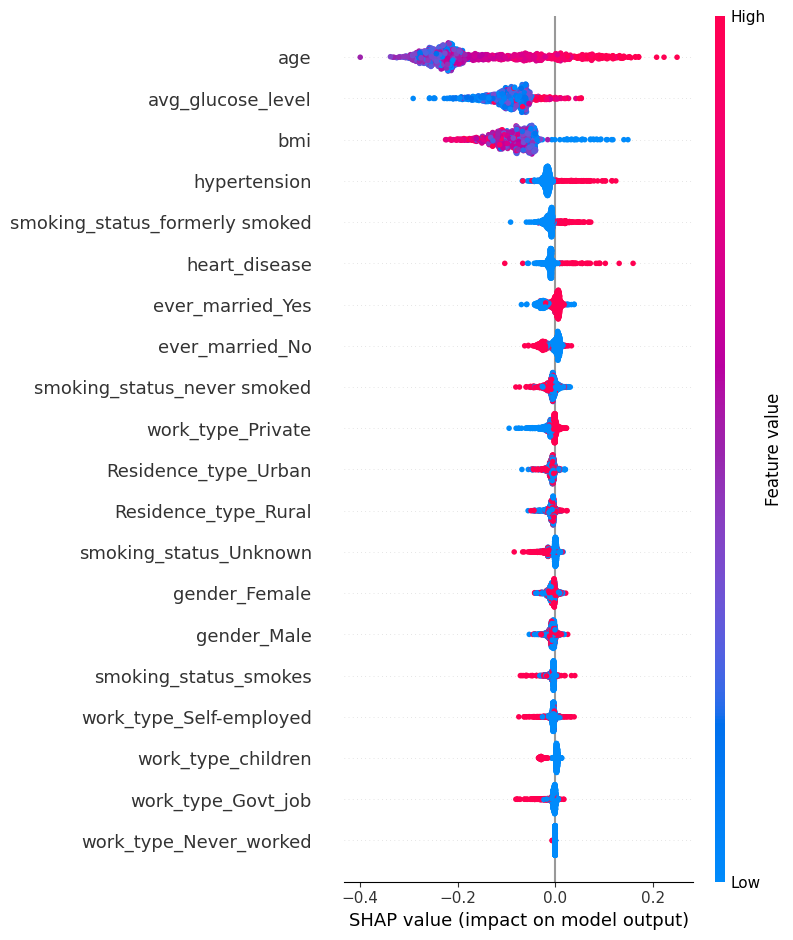 High
age
avg_glucose_level
bmi
hypertension
smoking_status_formerly smoked
heart_disease
ever_married_Yes
ever_married_No
smoking_status_never smoked
work_type_Private
Residence_type_Urban
Residence_type_Rural
smoking_status_Unknown
gender_Female
gender_Male
smoking_status_smokes
work_type_Self-employed
work_type_children
work_type_Govt_job
work_type_Never_worked
Feature value
Low
−0.4 −0.2 0.0 0.2
SHAP value (impact on model output)